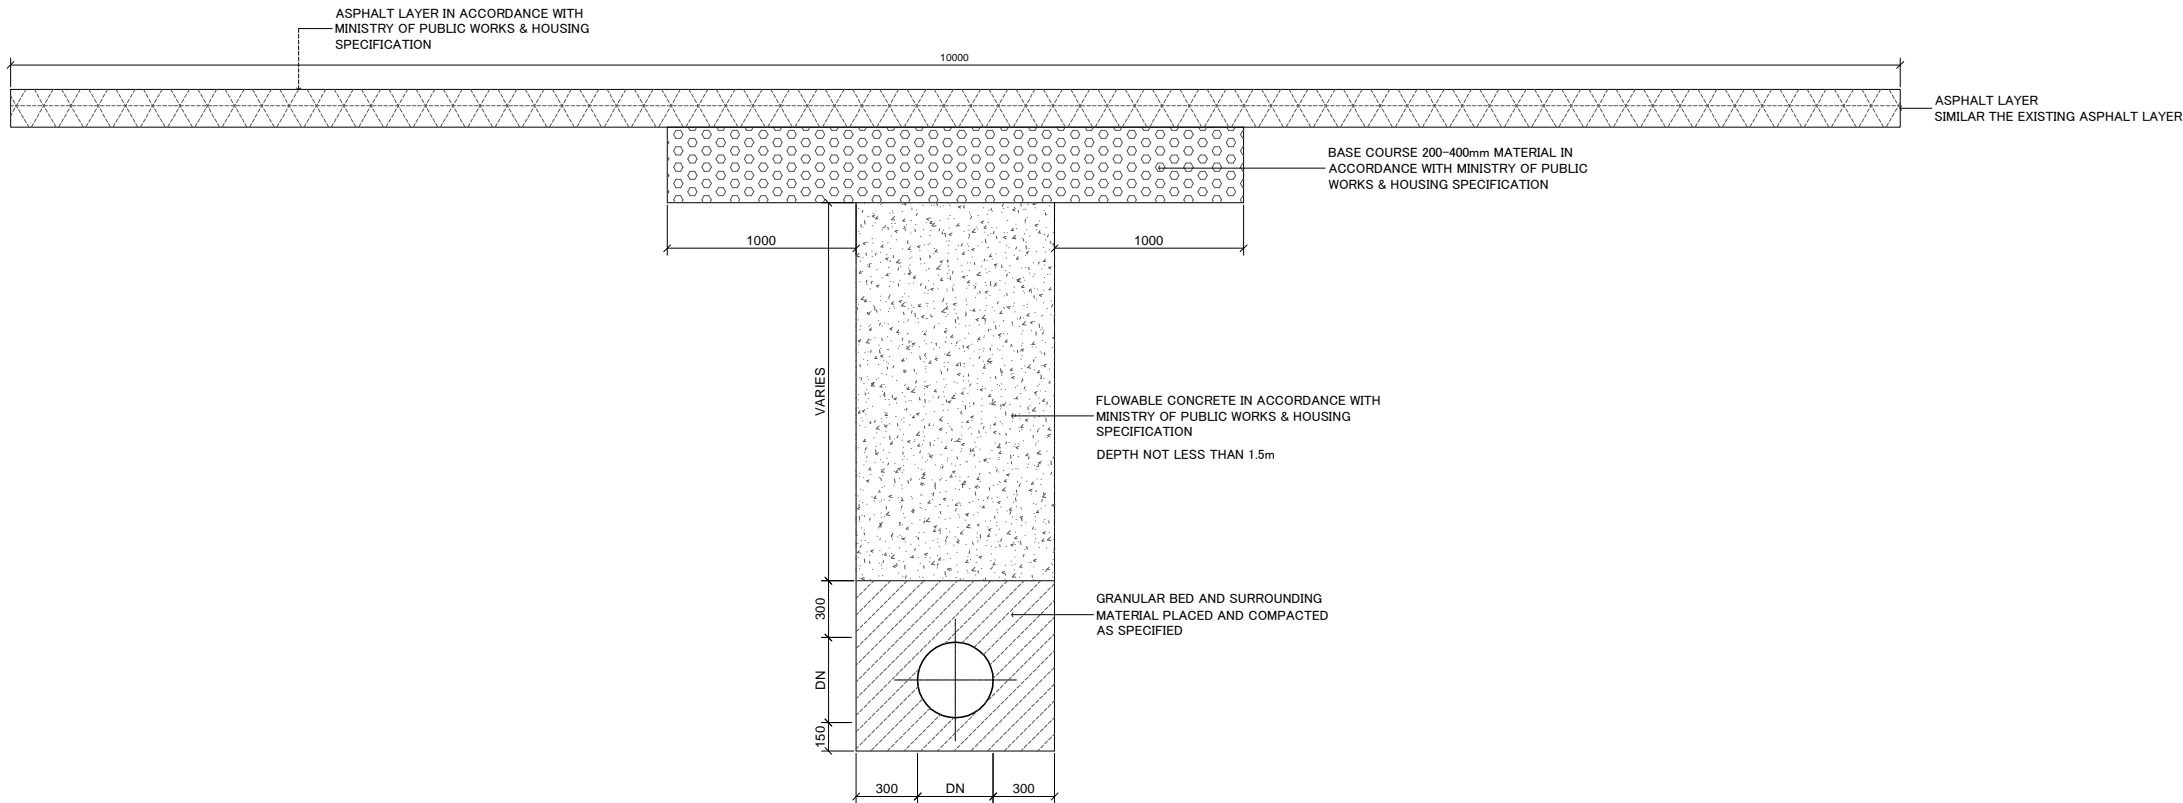 ASPHALT LAYER IN ACCORDANCE WITH
MINISTRY OF PUBLIC WORKS & HOUSING
SPECIFICATION
10000
ASPHALT LAYER
SIMILAR THE EXISTING ASPHALT LAYER
BASE COURSE 200-400mm MATERIAL IN
ACCORDANCE WITH MINISTRY OF PUBLIC
WORKS & HOUSING SPECIFICATION
1000
1000
VARIES
FLOWABLE CONCRETE IN ACCORDANCE WITH
MINISTRY OF PUBLIC WORKS & HOUSING
SPECIFICATION
DEPTH NOT LESS THAN 1.5m
300
GRANULAR BED AND SURROUNDING
MATERIAL PLACED AND COMPACTED
AS SPECIFIED
DN
150
300
DN
300